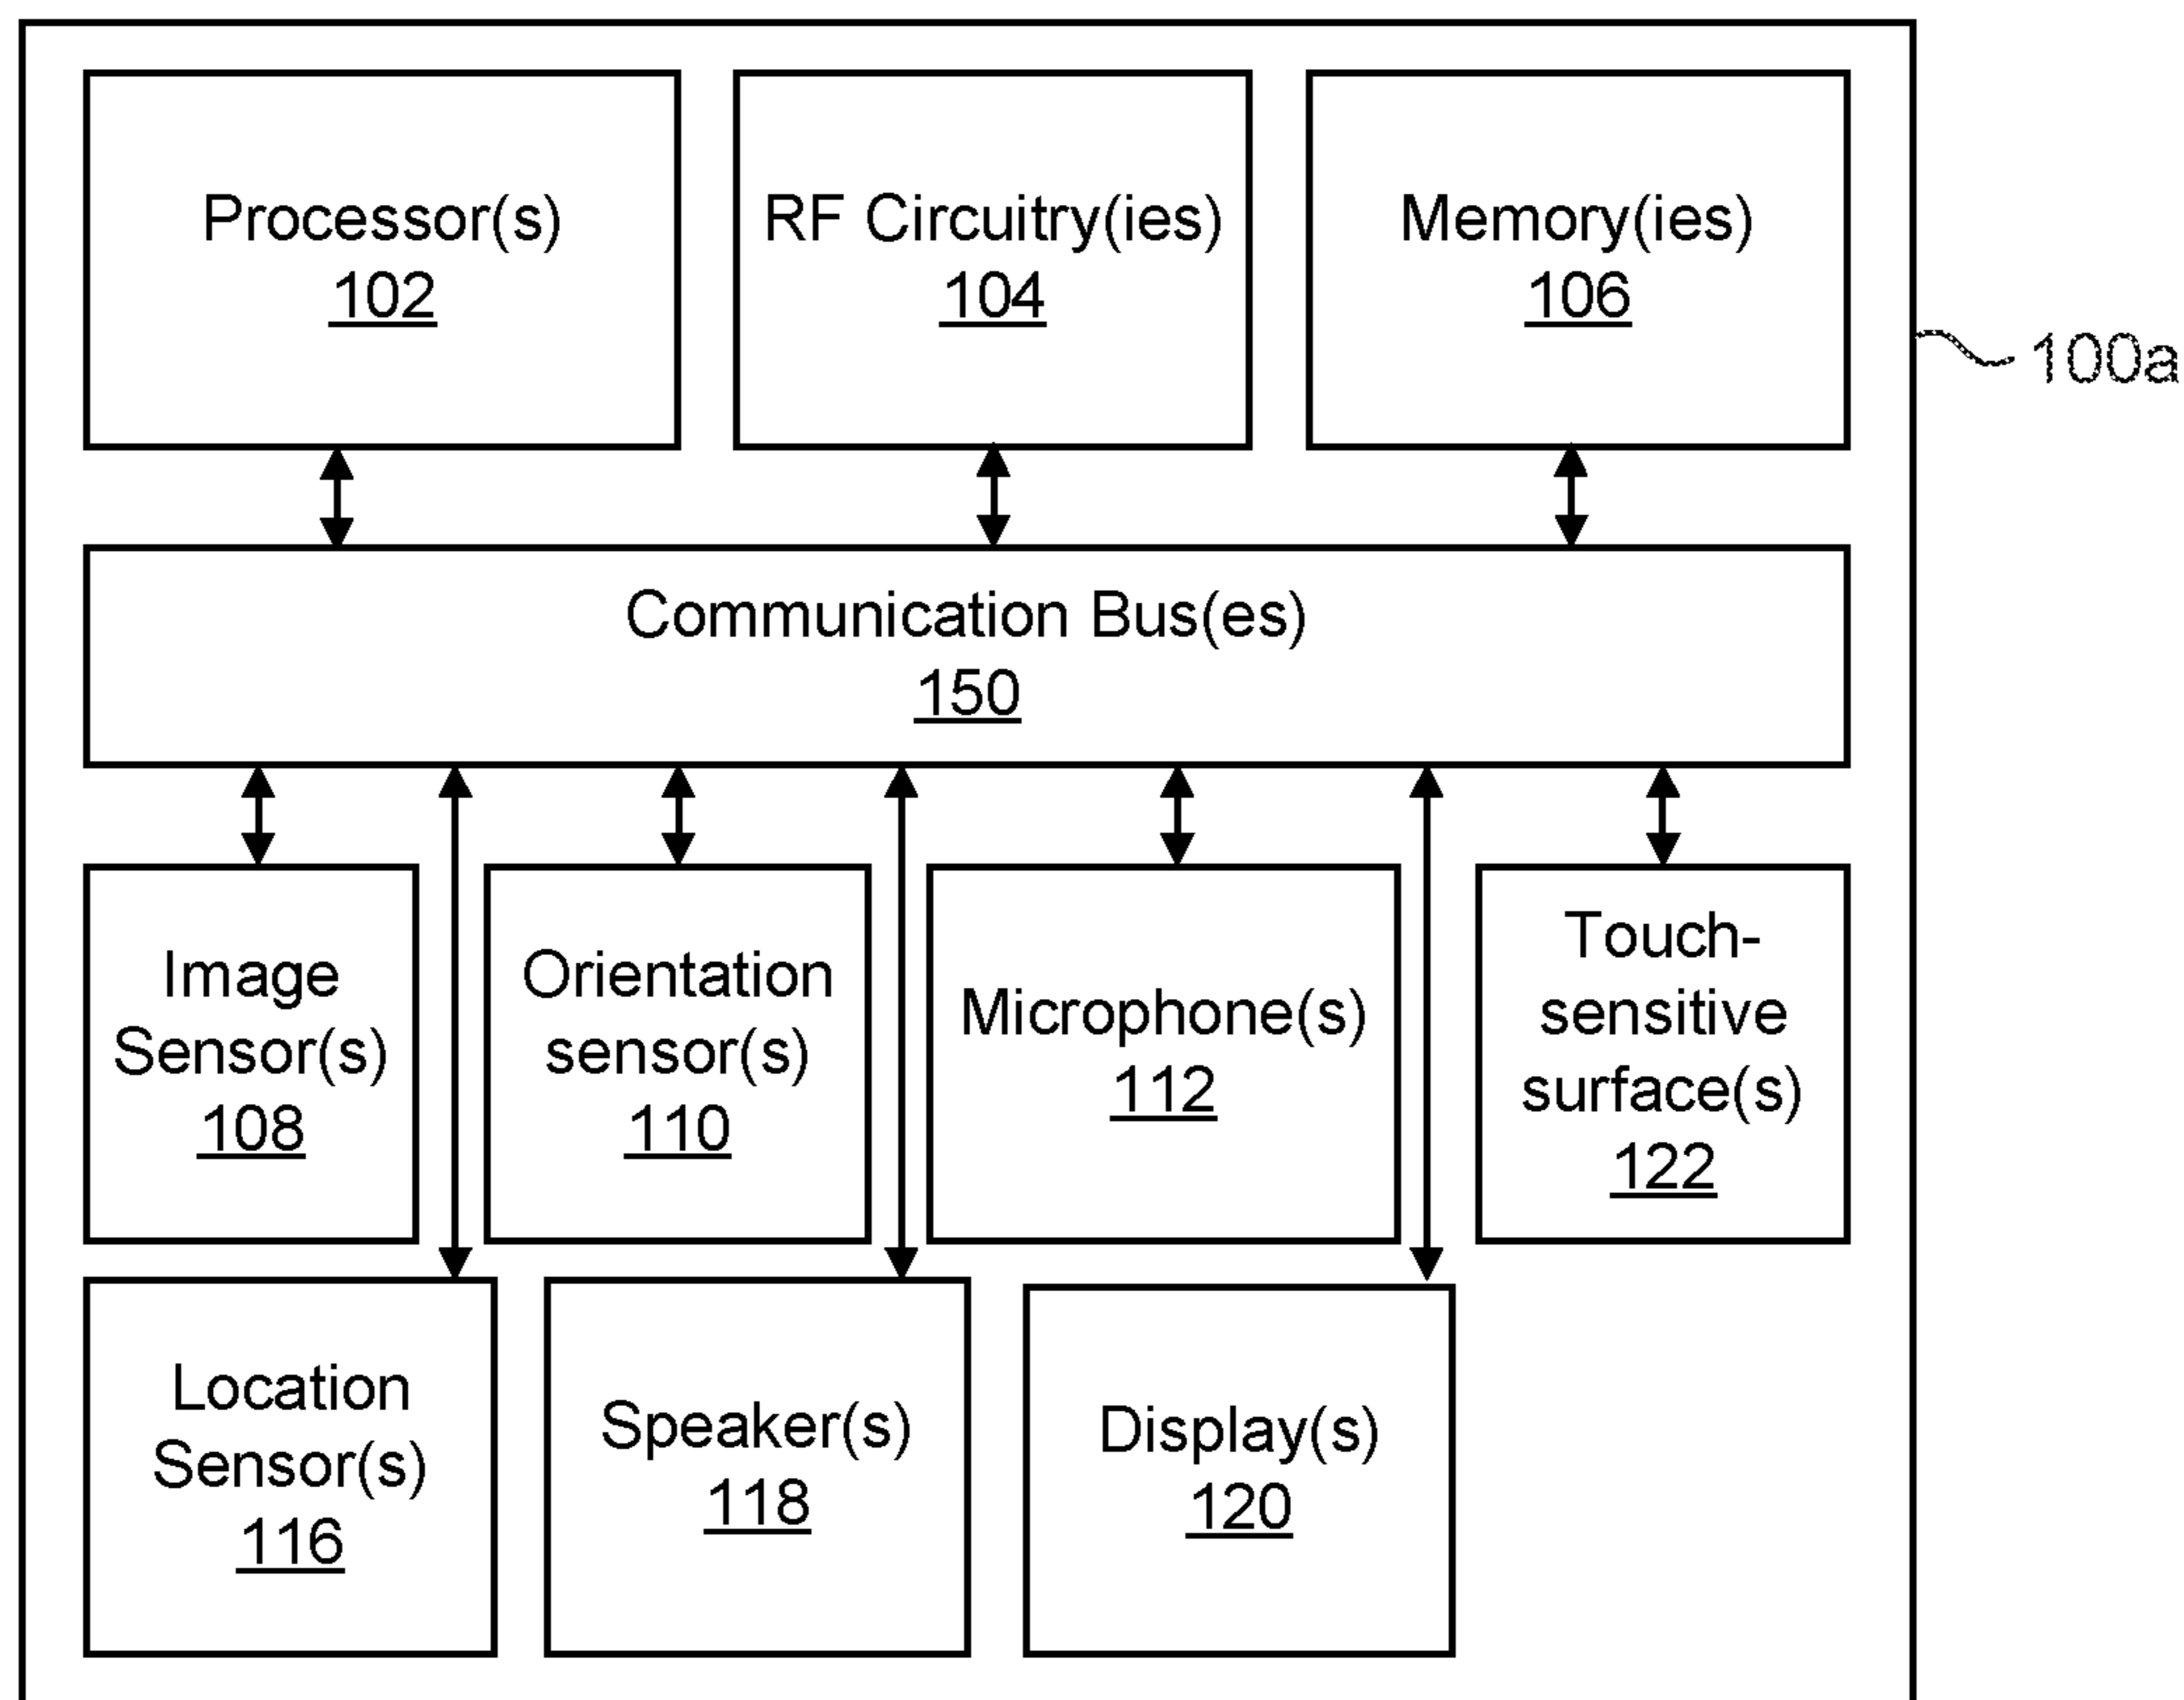 Processor(s)
102
RF Circuitry(ies)
104
Memory(ies)
106
100a
Communication Bus(es)
150
Image
Sensor(s)
108
Orientation
sensor(s)
110
Microphone(s)
112
Touch-
sensitive
surface(s)
122
Location
Sensor(s)
116
Speaker(s)
118
Display(s)
120